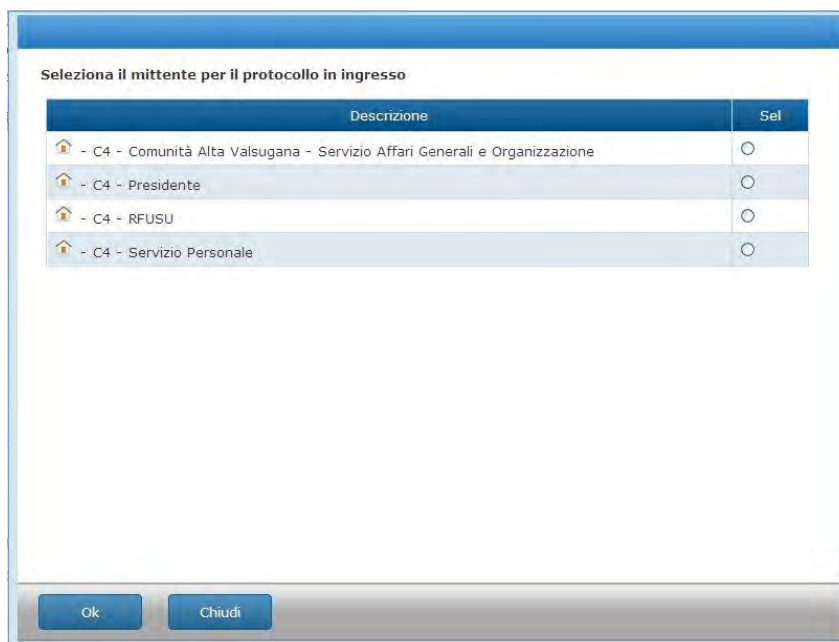 Seleziona il mittente per il protocollo in ingresso
Descrizione Sel
- C4 - Comunità Alta Valsugana - Servizio Affari Generali e Organizzazione
- C4 - Presidente
- C4 - RFUSU
- C4 - Servizio Personale
Ok Chiudi